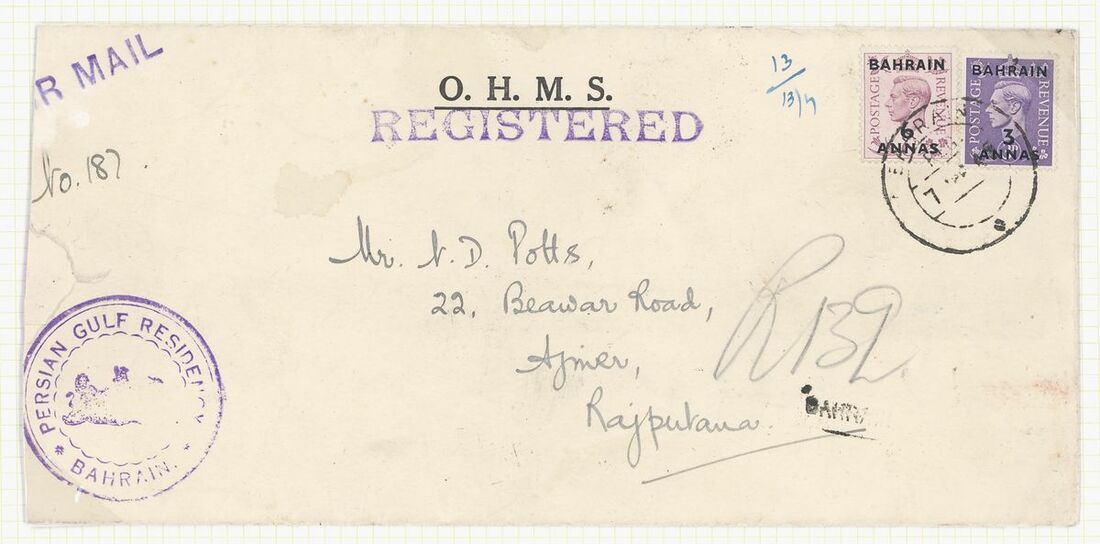 R MAIL
O. H. M. S.
REGISTERED
No. 187.
13
13/4
BAHRAIN
POSTAGE
REVENUE
6
ANNAS
BAHRAIN
POSTAGE
REVENUE
3
ANNAS
Mr. N. D. Potts,
22, Beawar Road,
Ajmer,
Rajputana.
PERSIAN GULF RESIDENCY
* BAHRAIN. *